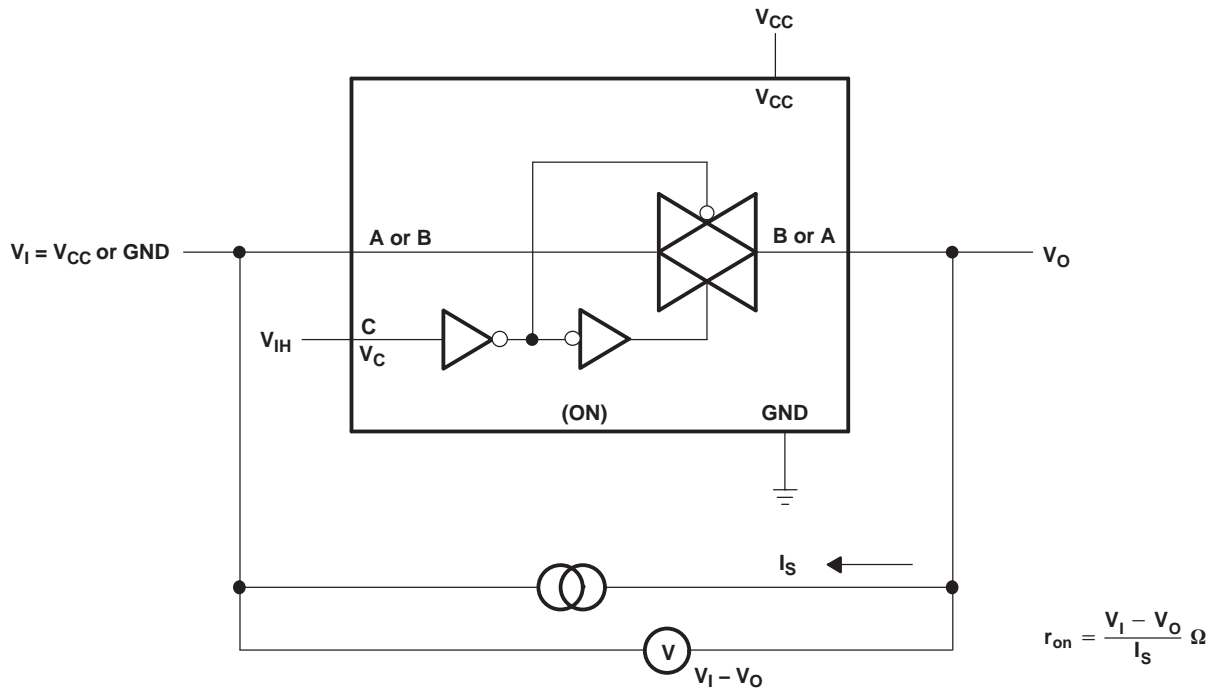 VCC
VCC
VI = VCC or GND
A or B
B or A
VO
VIH
C
VC
(ON)
GND
IS
V
VI – VO
ron = VI – VO / IS Ω